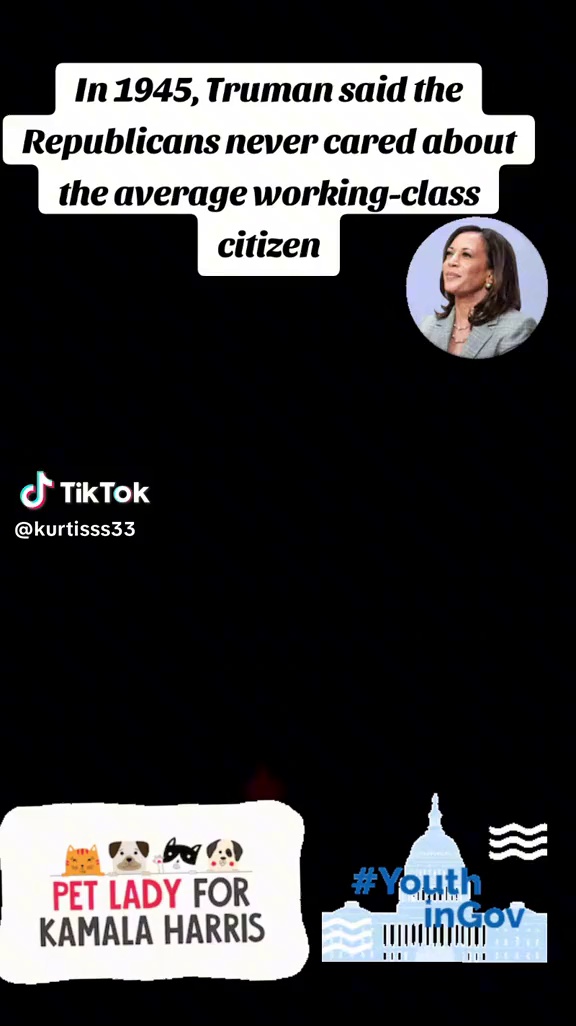 In 1945, Truman said the
Republicans never cared about
the average working-class
citizen
TikTok
@kurtisss33
PET LADY FOR
KAMALA HARRIS
#Youth
inGov